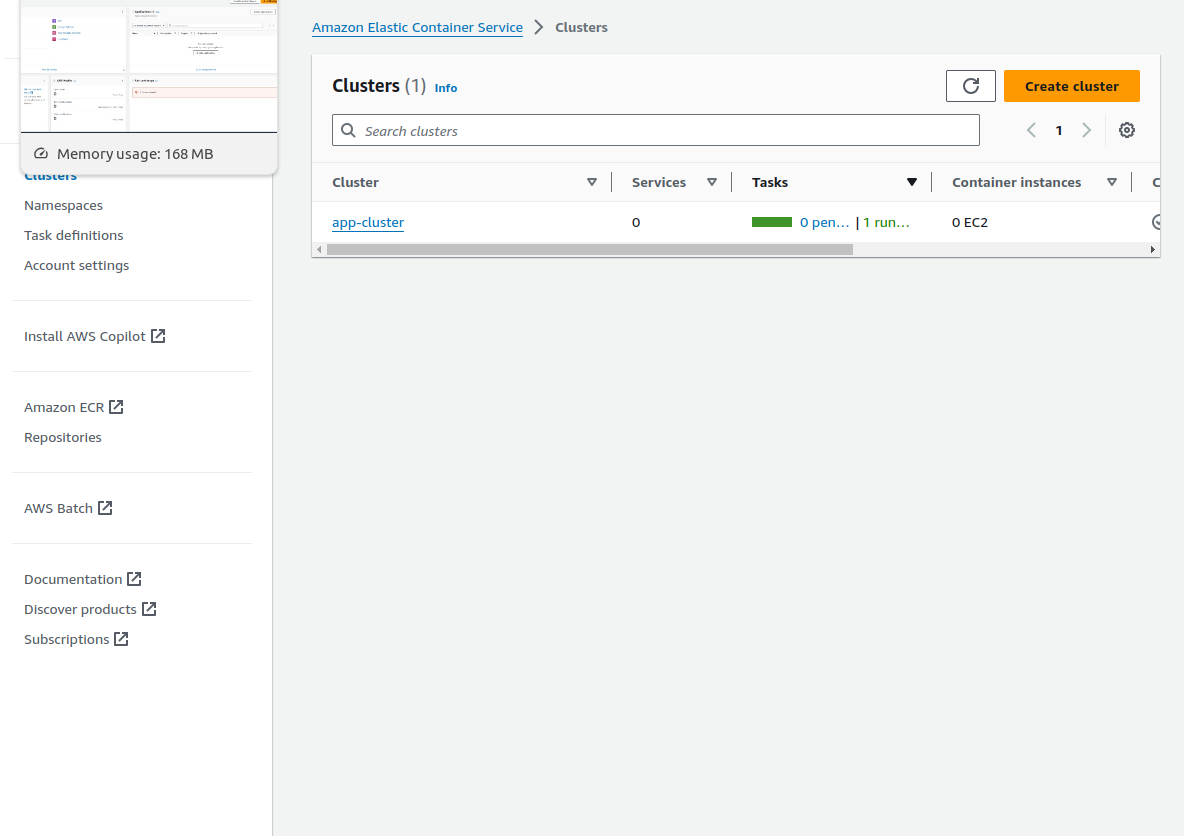 Amazon Elastic Container Service > Clusters
Clusters (1) Info
Create cluster
Search clusters
1
Memory usage: 168 MB
Clusters
Namespaces
Task definitions
Account settings
Install AWS Copilot
Amazon ECR
Repositories
AWS Batch
Documentation
Discover products
Subscriptions
Cluster Services Tasks Container instances C
app-cluster 0 0 pen... | 1 run... 0 EC2